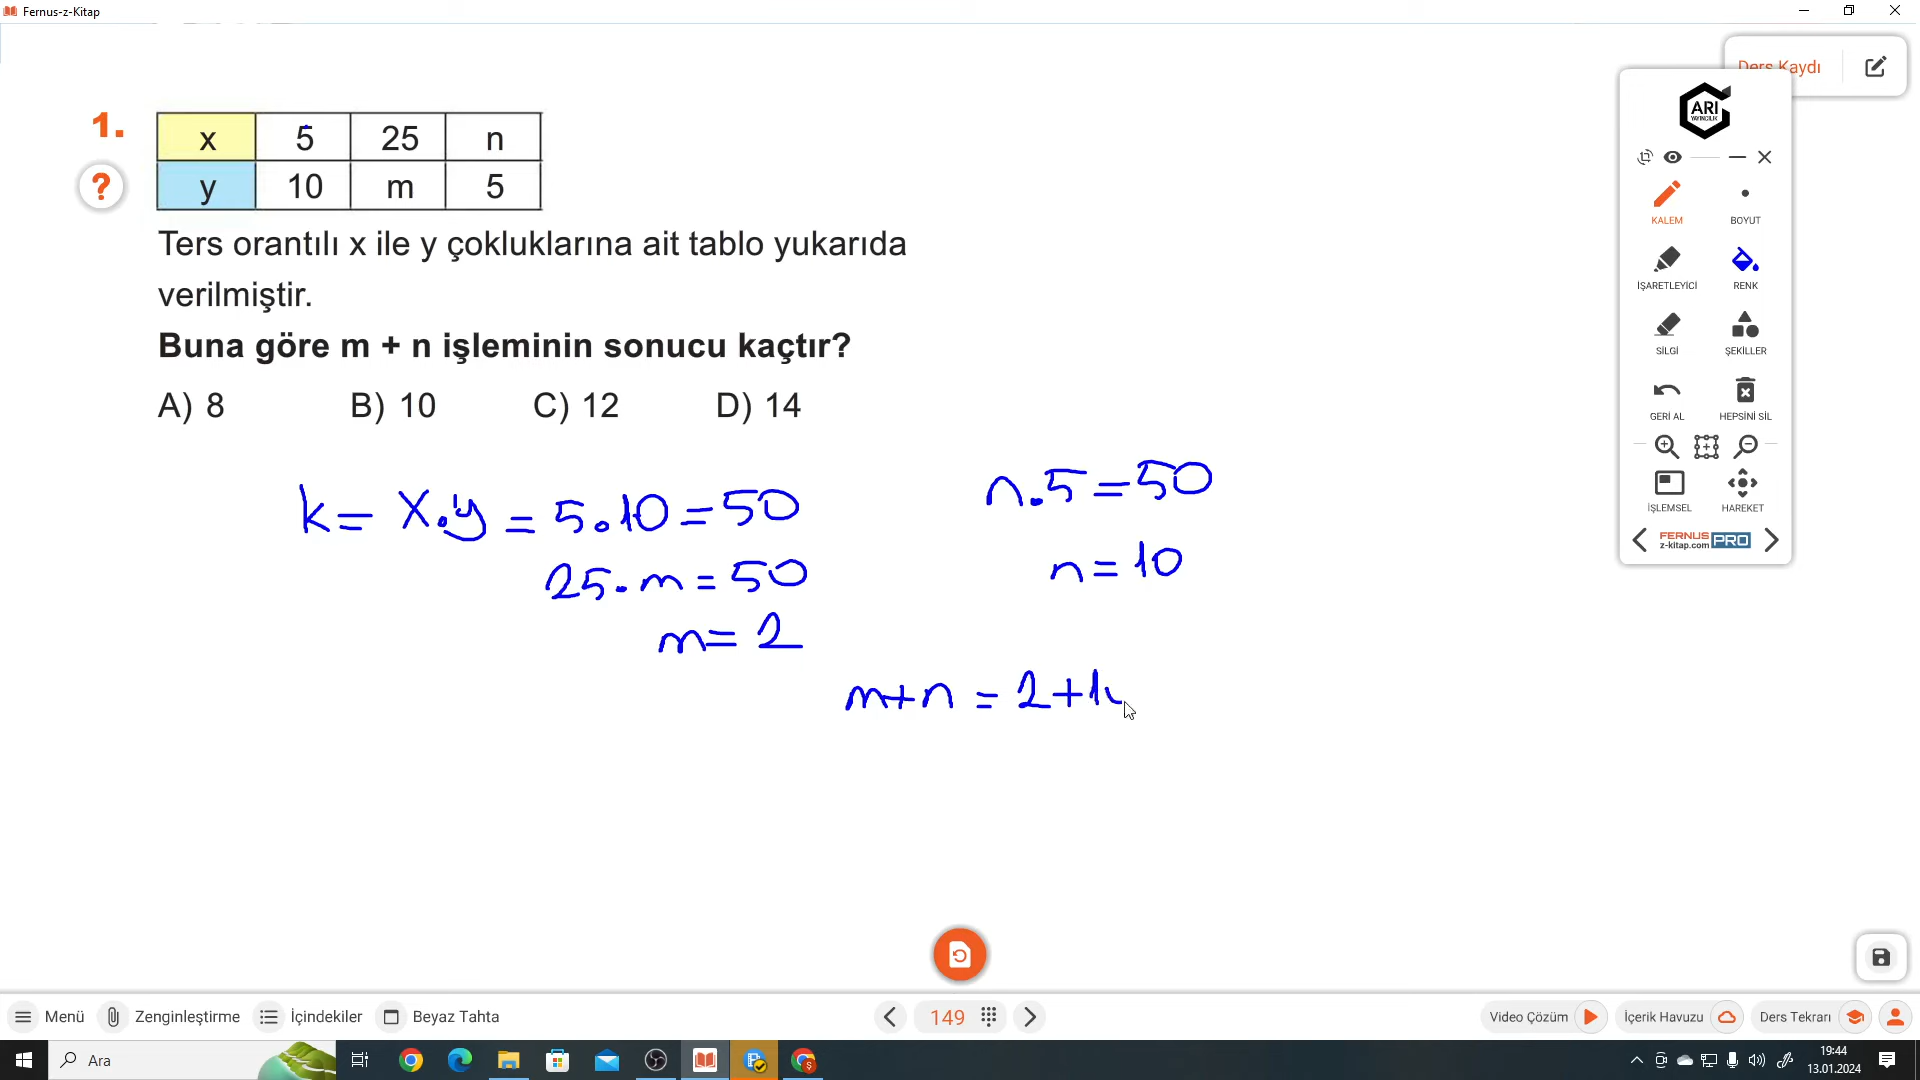 Fernus-z-Kitap
Ders Kaydı
ARI
YAYINCILIK
1.
x 5 25 n
?
y 10 m 5
Ters orantılı x ile y çokluklarına ait tablo yukarıda
verilmiştir.
Buna göre m + n işleminin sonucu kaçtır?
A) 8 B) 10 C) 12 D) 14
k = x.y = 5.10 = 50
25.m = 50
m = 2
n.5 = 50
n = 10
m+n = 2+1
KALEM BOYUT
İŞARETLEYİCİ RENK
SİLGİ ŞEKİLLER
GERİ AL HEPSİNİ SİL
İŞLEMSEL HAREKET
FERNUS
z-kitap.com PRO
Menü Zenginleştirme İçindekiler Beyaz Tahta 149 Video Çözüm İçerik Havuzu Ders Tekrarı
Ara
19:44
13.01.2024